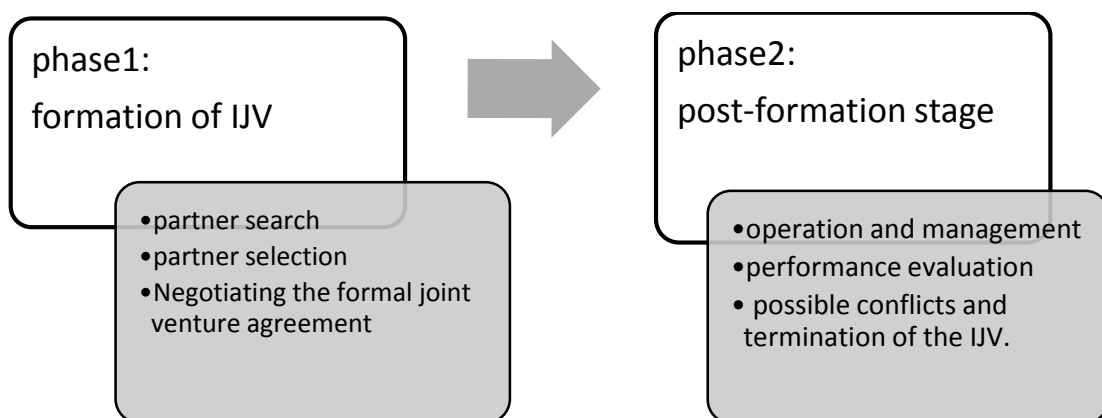 phase1:
formation of IJV
•partner search
•partner selection
•Negotiating the formal joint
venture agreement
phase2:
post-formation stage
•operation and management
•performance evaluation
• possible conflicts and
termination of the IJV.